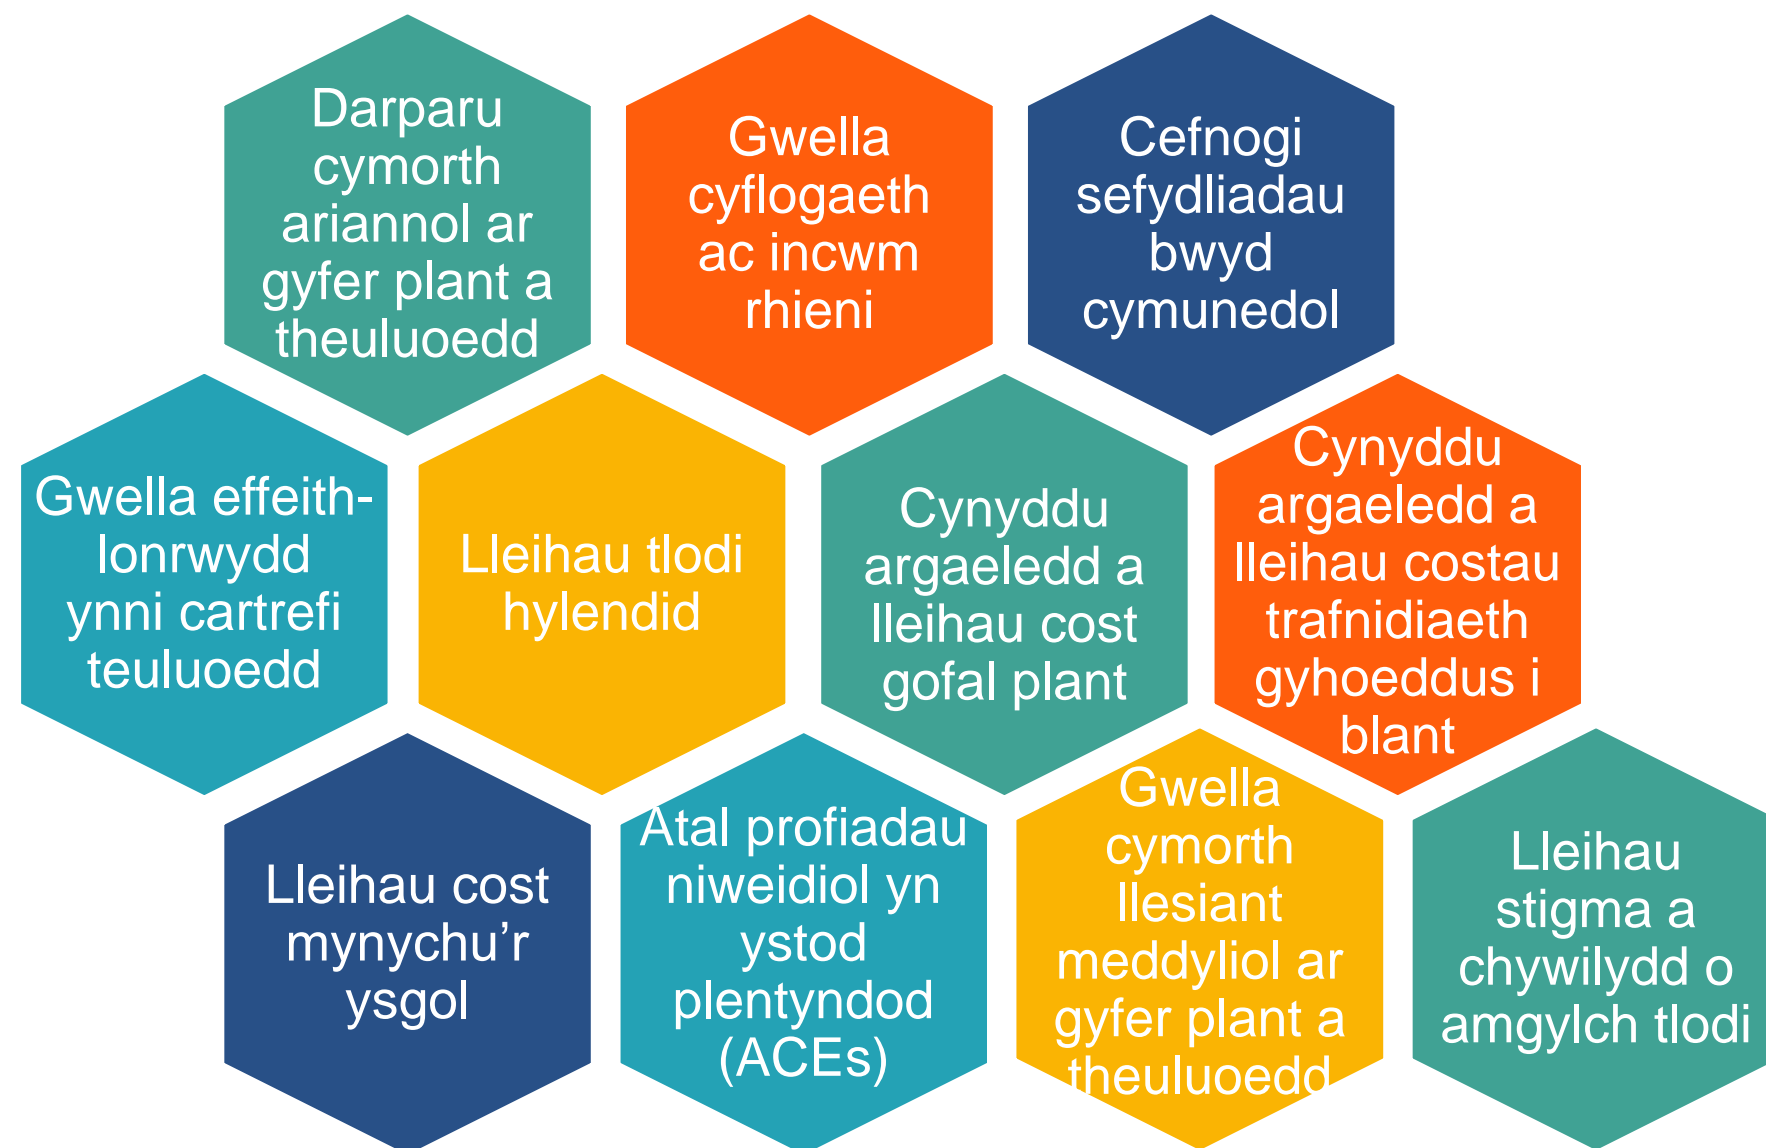 Darparu
cymorth
ariannol ar
gyfer plant a
theuluoedd
Gwella
cyflogaeth
ac incwm
rhieni
Cefnogi
sefydliadau
bwyd
cymunedol
Gwella effeith-
lonrwydd
ynni cartrefi
teuluoedd
Lleihau tlodi
hylendid
Cynyddu
argaeledd a
lleihau cost
gofal plant
Cynyddu
argaeledd a
lleihau costau
trafnidiaeth
gyhoeddus i
blant
Lleihau cost
mynychu’r
ysgol
Atal profiadau
niweidiol yn
ystod
plentyndod
(ACEs)
Gwella
cymorth
llesiant
meddyliol ar
gyfer plant a
theuluoedd
Lleihau
stigma a
chywilydd o
amgylch tlodi